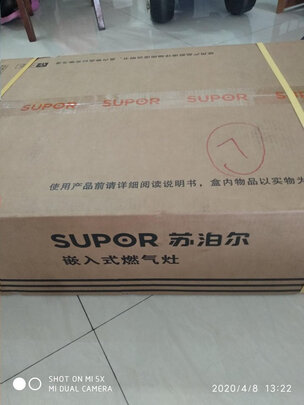 SUPOR SUPOR SUPOR SUPOR
使用产品前请详细阅读说明书，盒内物品以实物为
SUPOR 苏泊尔
嵌入式燃气灶
SHOT ON MI 5X
MI DUAL CAMERA
2020/4/8 13:22